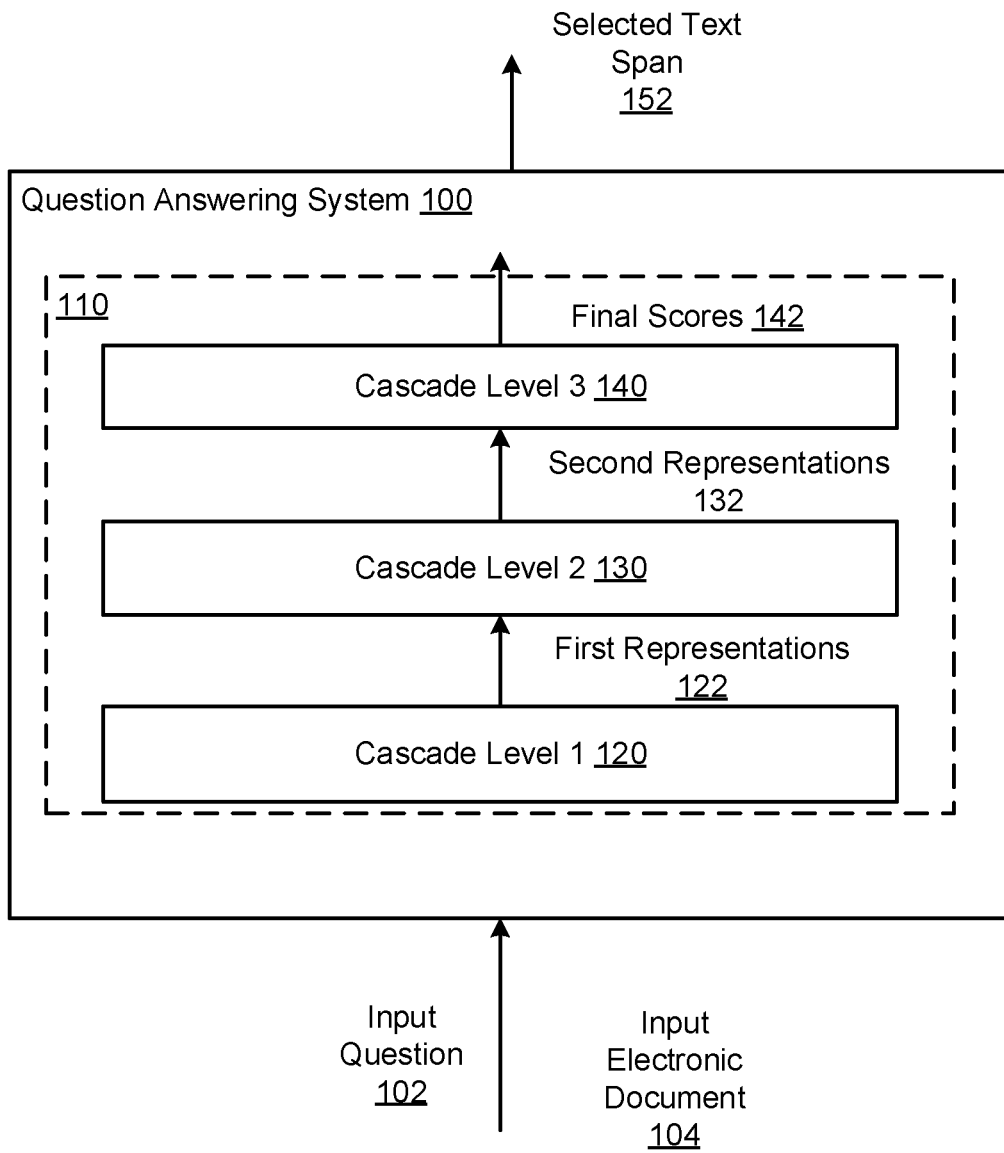 Selected Text
Span
152
Question Answering System 100
110
Final Scores 142
Cascade Level 3 140
Second Representations
132
Cascade Level 2 130
First Representations
122
Cascade Level 1 120
Input
Question
102
Input
Electronic
Document
104